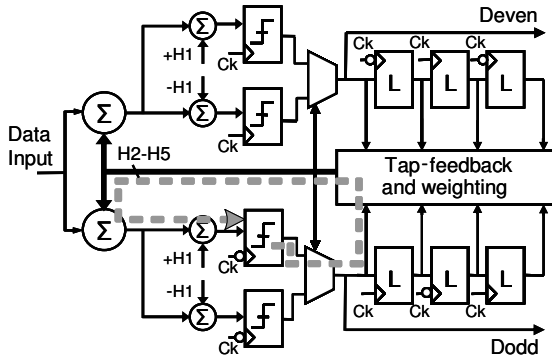 Deven
Σ
+H1
Ck
-H1
Σ
Ck
Ck
Ck
Ck
L
L
L
Σ
Data
Input
H2-H5
Tap-feedback
and weighting
Σ
Σ
+H1
Ck
-H1
Σ
Ck
L
L
L
Ck
Ck
Ck
Dodd